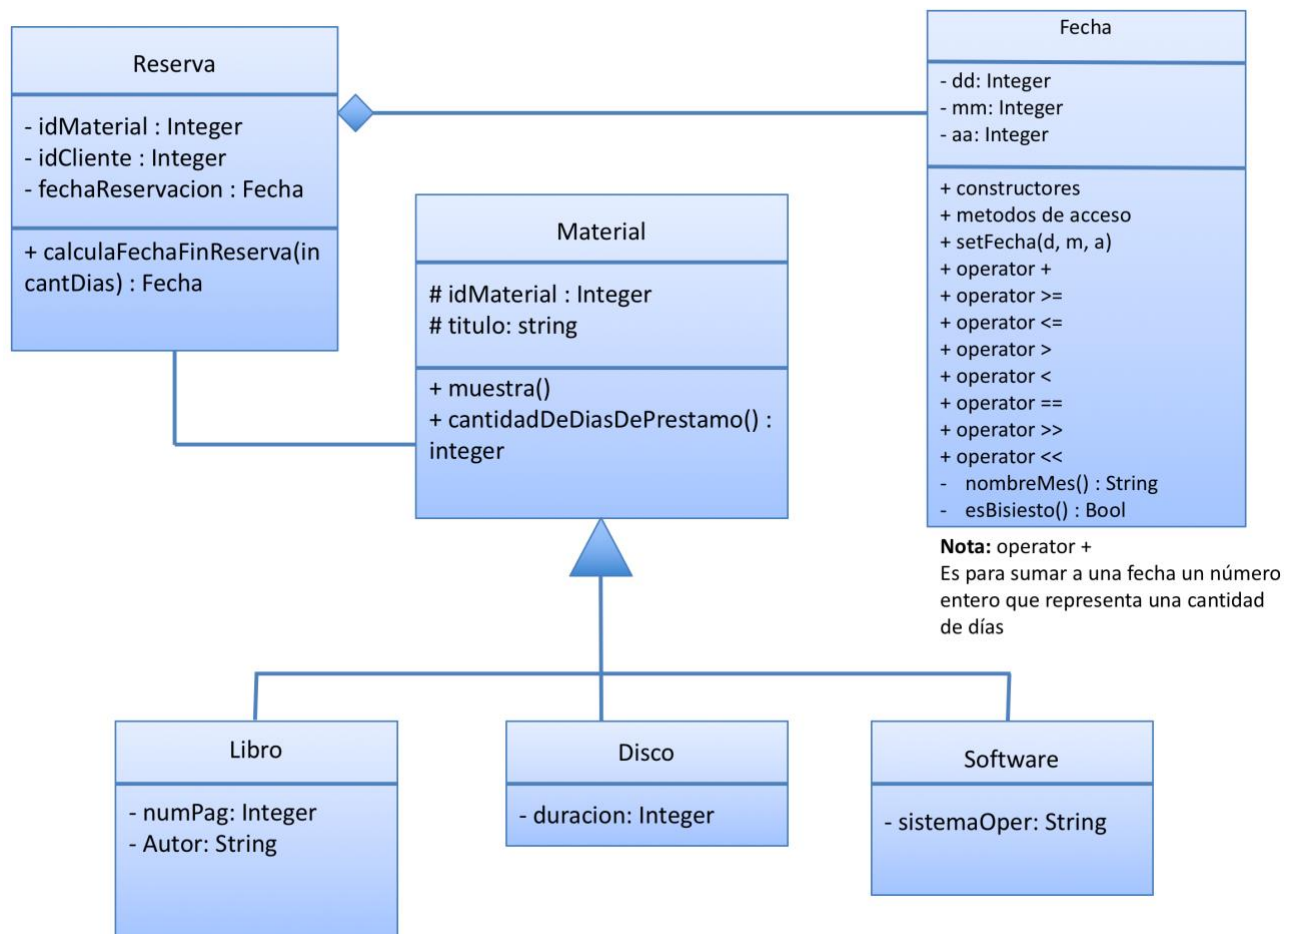 Reserva
- idMaterial : Integer
- idCliente : Integer
- fechaReservacion : Fecha
+ calculaFechaFinReserva(in
cantDias) : Fecha
Material
# idMaterial : Integer
# titulo: string
+ muestra()
+ cantidadDeDiasDePrestamo() :
integer
Fecha
- dd: Integer
- mm: Integer
- aa: Integer
+ constructores
+ metodos de acceso
+ setFecha(d, m, a)
+ operator +
+ operator >=
+ operator <=
+ operator >
+ operator <
+ operator ==
+ operator >>
+ operator <<
- nombreMes() : String
- esBisiesto() : Bool
Nota: operator +
Es para sumar a una fecha un número
entero que representa una cantidad
de días
Libro
- numPag: Integer
- Autor: String
Disco
- duracion: Integer
Software
- sistemaOper: String